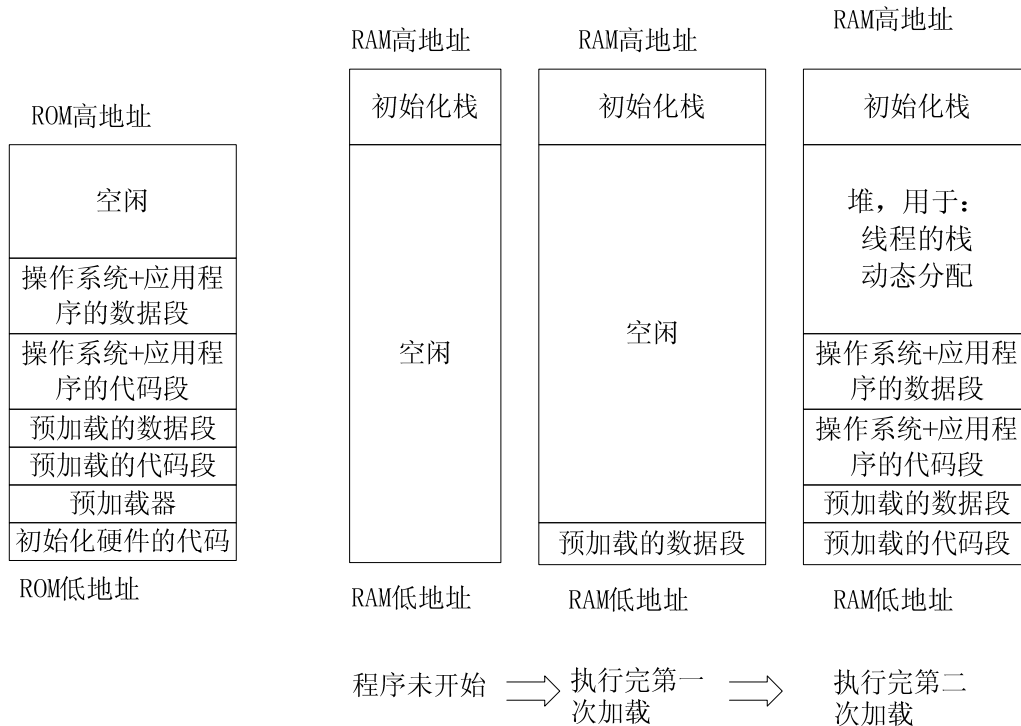 ROM高地址
空闲
操作系统+应用程
序的数据段
操作系统+应用程
序的代码段
预加载的数据段
预加载的代码段
预加载器
初始化硬件的代码
ROM低地址
RAM高地址
初始化栈
空闲
RAM低地址
程序未开始
RAM高地址
初始化栈
空闲
预加载的数据段
RAM低地址
执行完第一
次加载
RAM高地址
初始化栈
堆，用于：
线程的栈
动态分配
操作系统+应用程
序的数据段
操作系统+应用程
序的代码段
预加载的数据段
预加载的代码段
RAM低地址
执行完第二
次加载